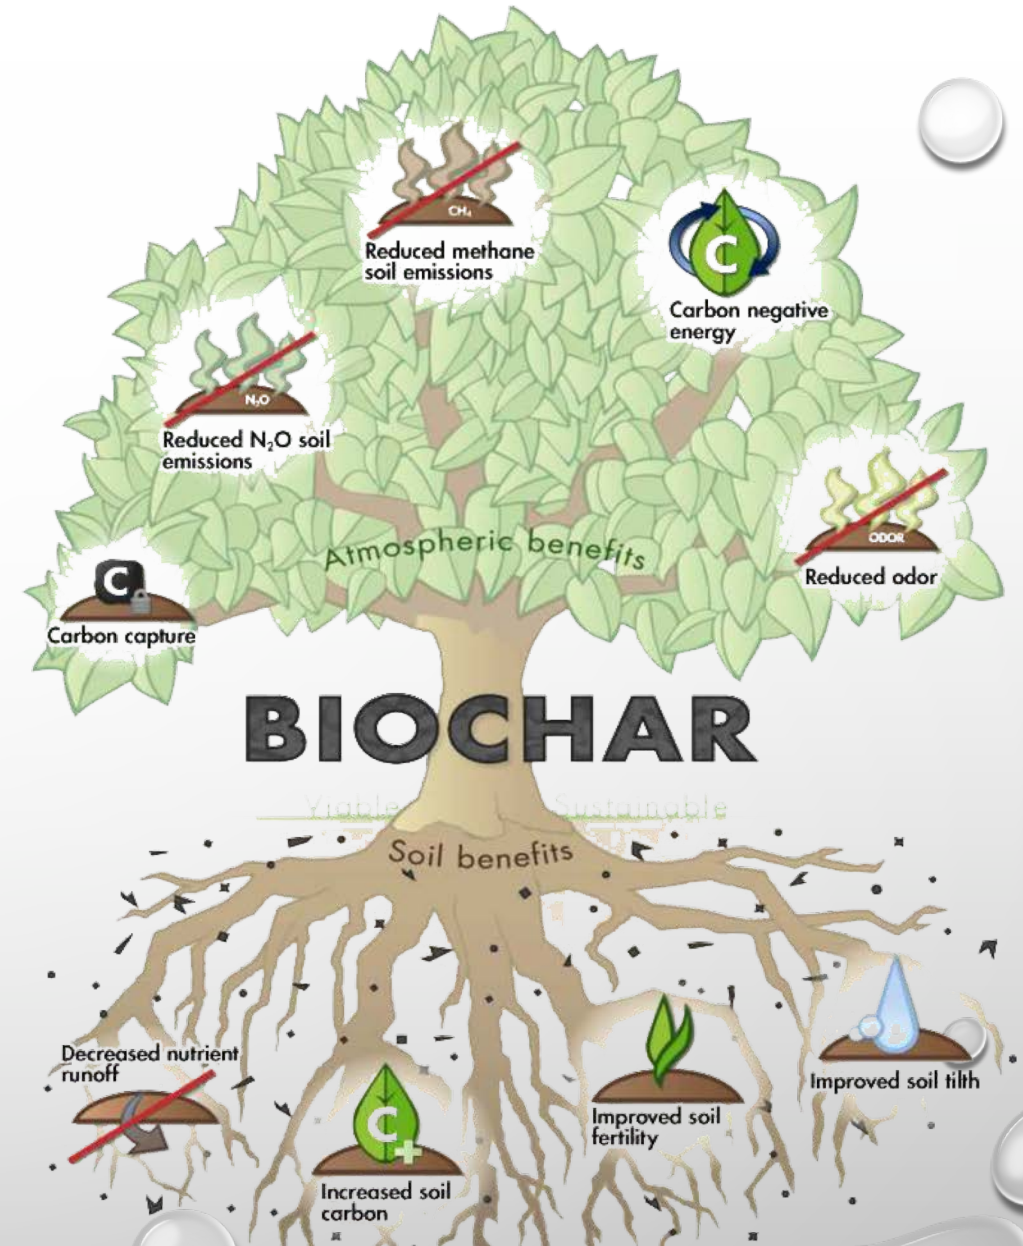 CH₄
Reduced methane
soil emissions
C
Carbon negative
energy
N₂O
Reduced N₂O soil
emissions
ODOR
Reduced odor
Atmospheric benefits
C
Carbon capture
BIOCHAR
Viable Sustainable
Soil benefits
Decreased nutrient
runoff
C+
Increased soil
carbon
Improved soil
fertility
Improved soil tilth